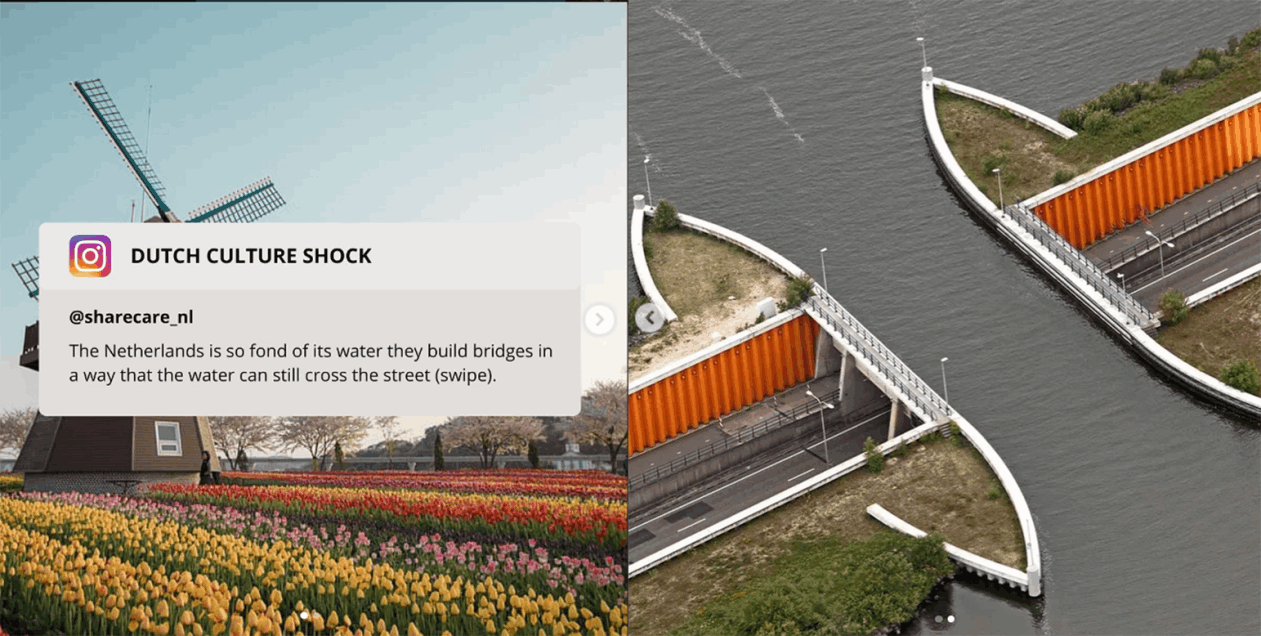 DUTCH CULTURE SHOCK
@sharecare_nl
The Netherlands is so fond of its water they build bridges in
a way that the water can still cross the street (swipe).